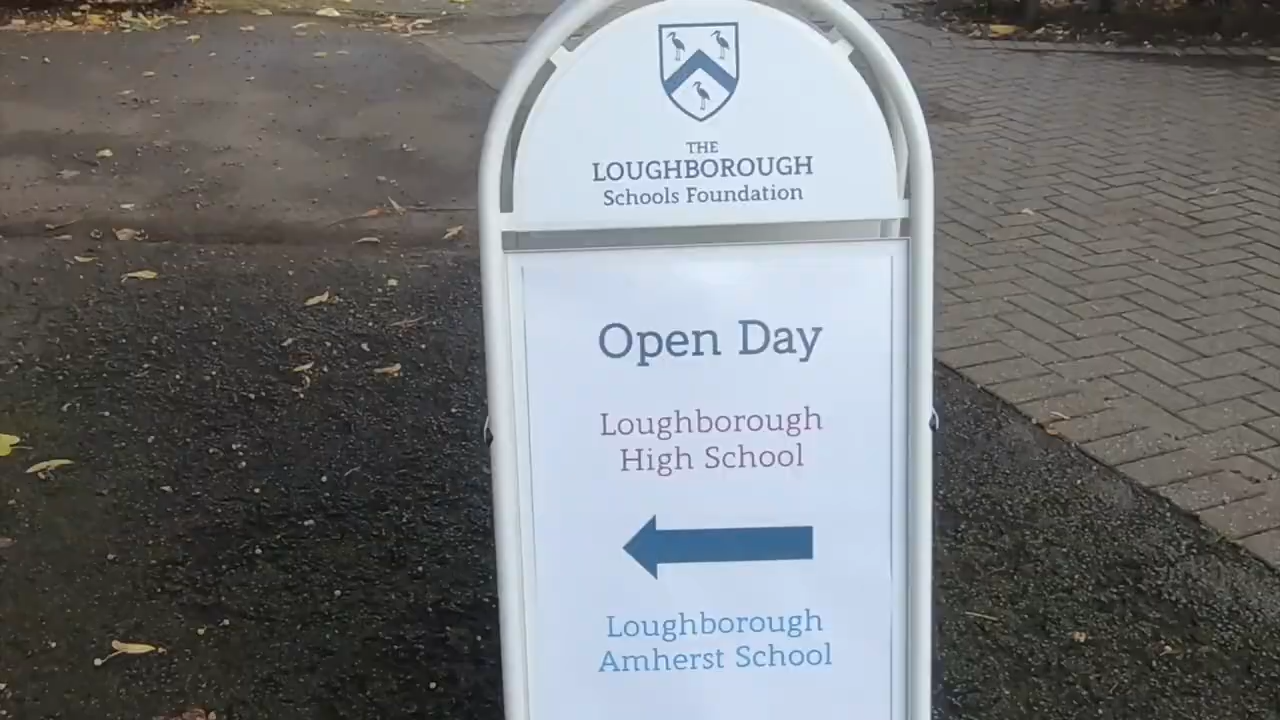 THE
LOUGHBOROUGH
Schools Foundation
Open Day
Loughborough
High School
Loughborough
Amherst School